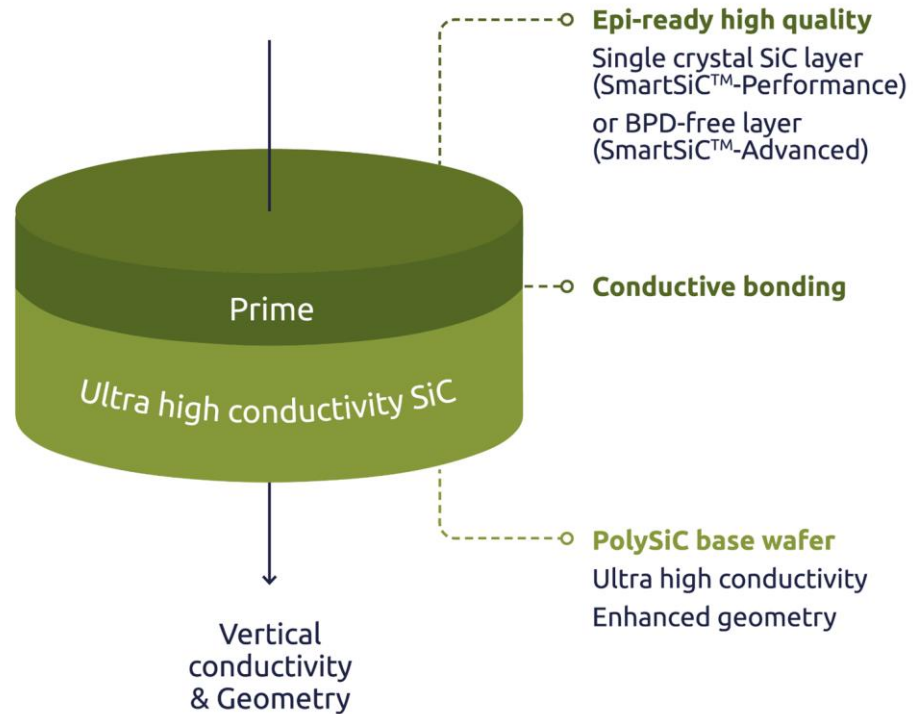 Epi-ready high quality
Single crystal SiC layer
(SmartSiC™-Performance)
or BPD-free layer
(SmartSiC™-Advanced)
Conductive bonding
Prime
Ultra high conductivity SiC
PolySiC base wafer
Ultra high conductivity
Enhanced geometry
Vertical
conductivity
& Geometry